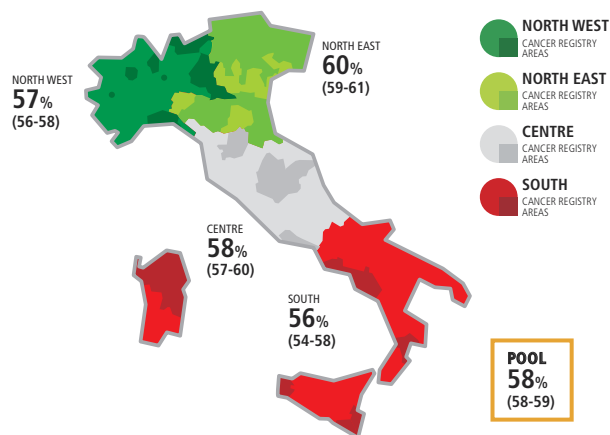 NORTH WEST
57%
(56-58)
NORTH EAST
60%
(59-61)
CENTRE
58%
(57-60)
SOUTH
56%
(54-58)
NORTH WEST
CANCER REGISTRY
AREAS
NORTH EAST
CANCER REGISTRY
AREAS
CENTRE
CANCER REGISTRY
AREAS
SOUTH
CANCER REGISTRY
AREAS
POOL
58%
(58-59)